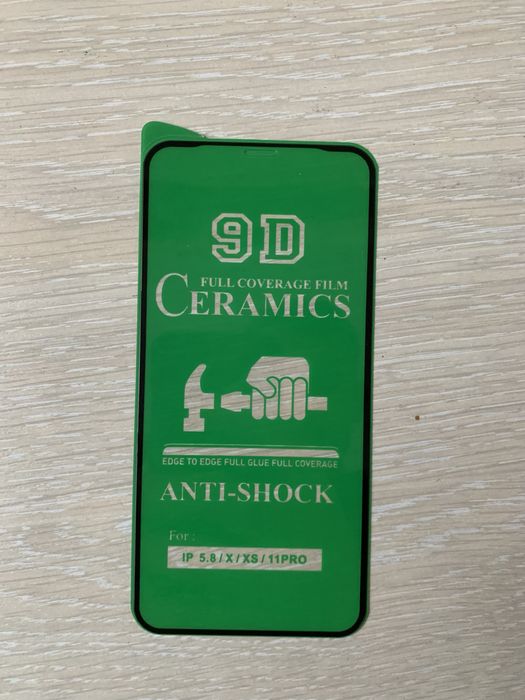 9D
FULL COVERAGE FILM
CERAMICS
EDGE TO EDGE FULL GLUE FULL COVERAGE
ANTI-SHOCK
For :
IP 5.8 / X / XS / 11PRO